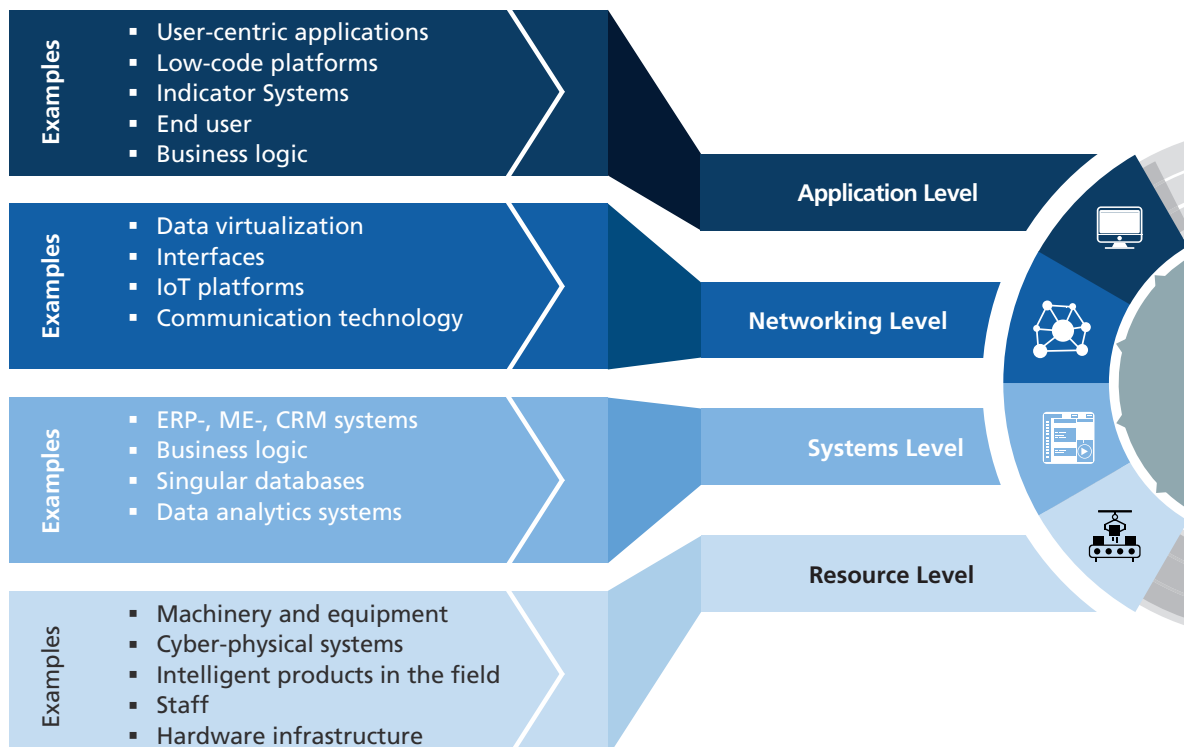 Examples
▪ User-centric applications
▪ Low-code platforms
▪ Indicator Systems
▪ End user
▪ Business logic
Application Level
Examples
▪ Data virtualization
▪ Interfaces
▪ IoT platforms
▪ Communication technology
Networking Level
Examples
▪ ERP-, ME-, CRM systems
▪ Business logic
▪ Singular databases
▪ Data analytics systems
Systems Level
Examples
▪ Machinery and equipment
▪ Cyber-physical systems
▪ Intelligent products in the field
▪ Staff
▪ Hardware infrastructure
Resource Level